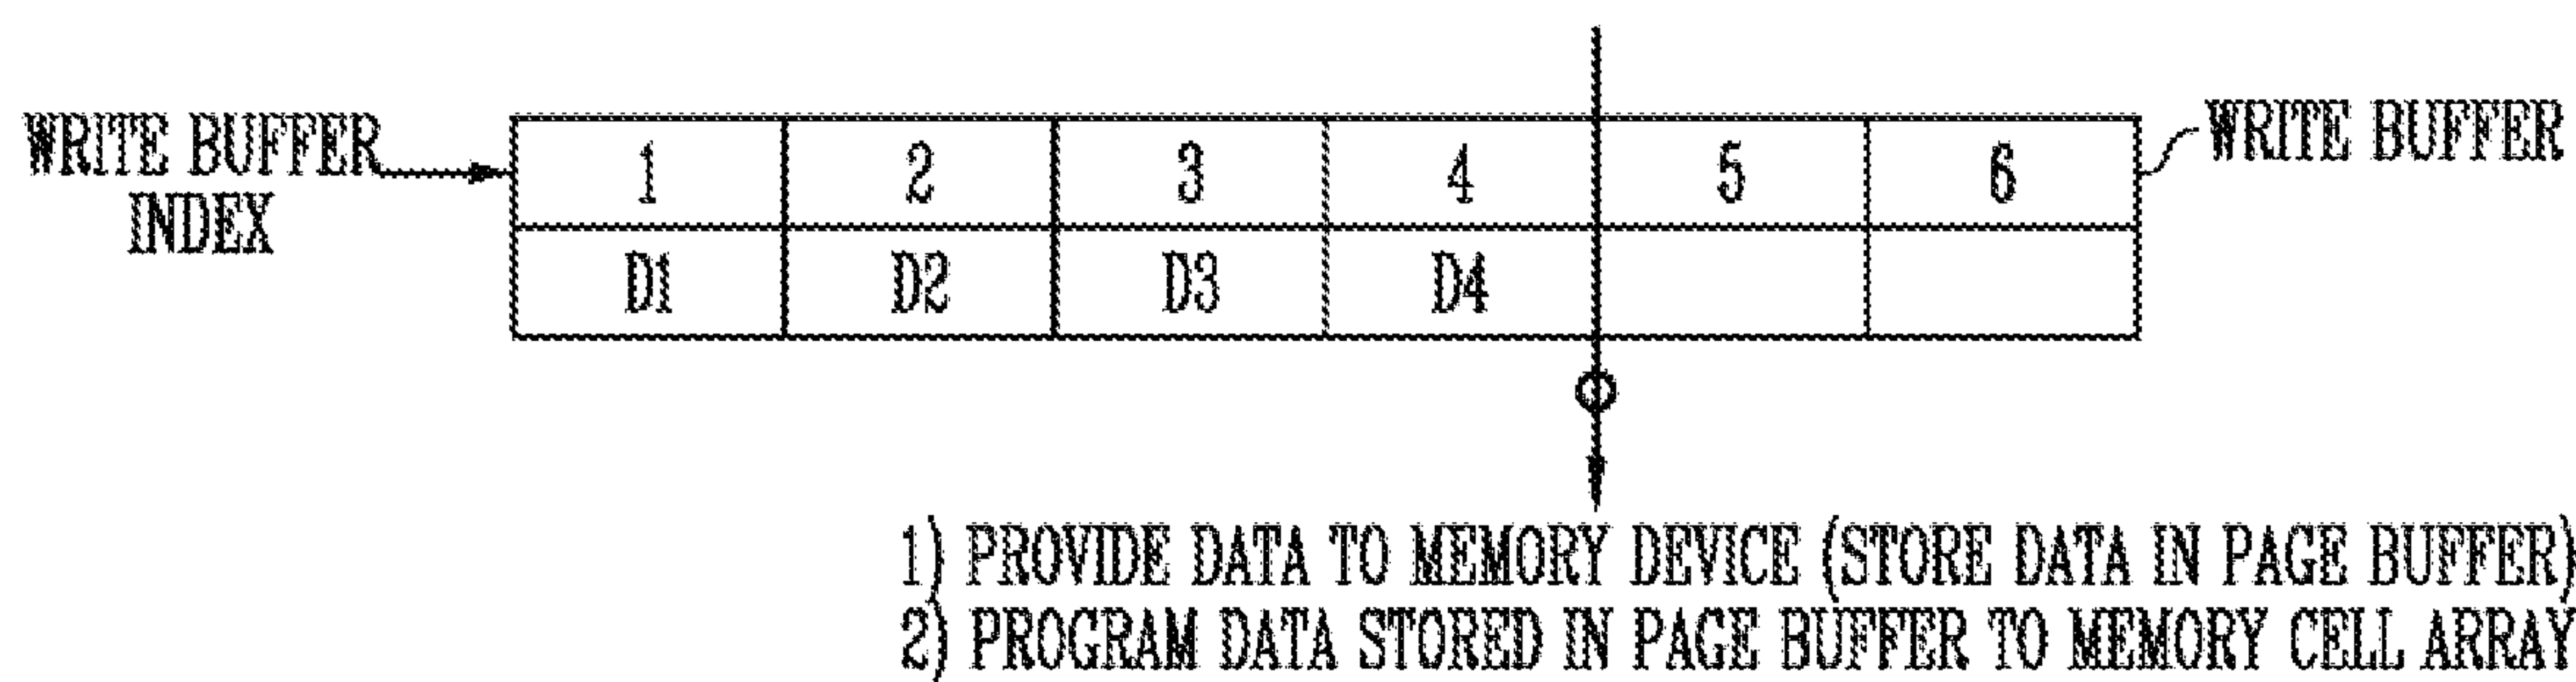 WRITE BUFFER
INDEX
1 2 3 4 5 6
D1 D2 D3 D4
WRITE BUFFER
1) PROVIDE DATA TO MEMORY DEVICE (STORE DATA IN PAGE BUFFER)
2) PROGRAM DATA STORED IN PAGE BUFFER TO MEMORY CELL ARRAY